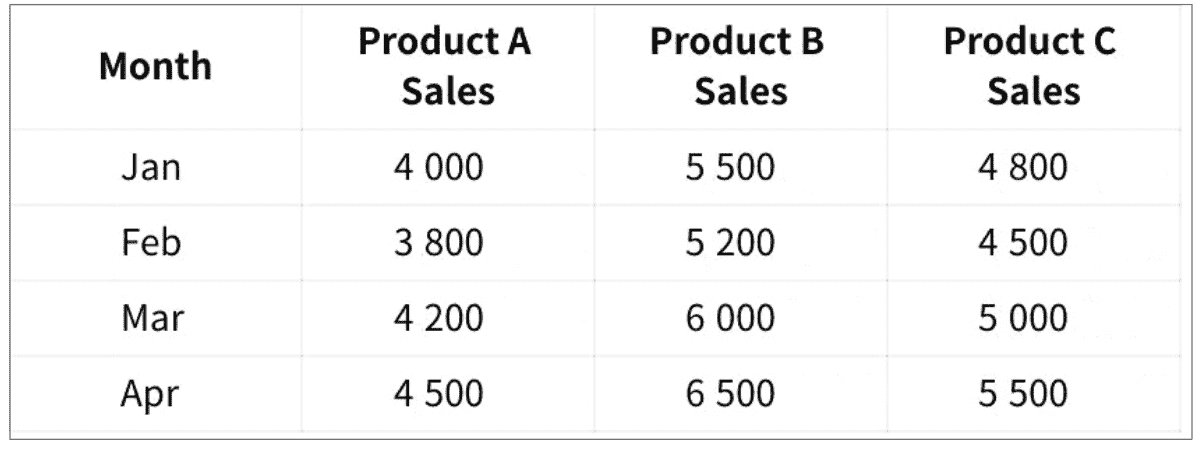 Month Product A Sales Product B Sales Product C Sales
Jan 4 000 5 500 4 800
Feb 3 800 5 200 4 500
Mar 4 200 6 000 5 000
Apr 4 500 6 500 5 500